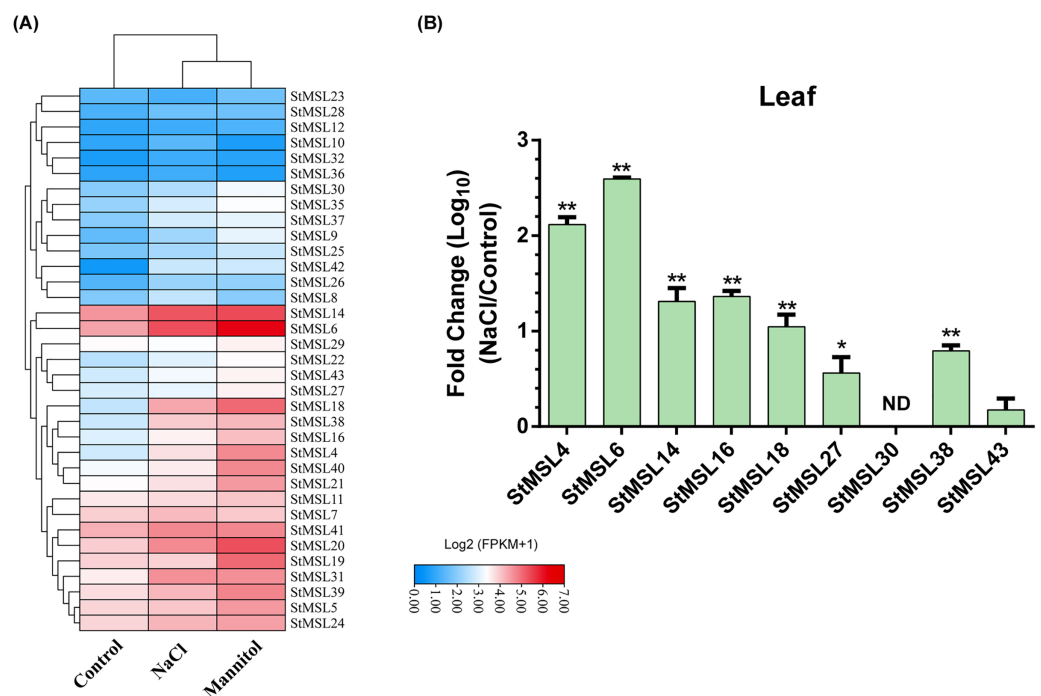 (A)
StMSL23
StMSL28
StMSL12
StMSL10
StMSL32
StMSL36
StMSL30
StMSL35
StMSL37
StMSL9
StMSL25
StMSL42
StMSL26
StMSL8
StMSL14
StMSL6
StMSL29
StMSL22
StMSL43
StMSL27
StMSL18
StMSL38
StMSL16
StMSL4
StMSL40
StMSL21
StMSL11
StMSL7
StMSL41
StMSL20
StMSL19
StMSL31
StMSL39
StMSL5
StMSL24
Control
NaCl
Mannitol
(B)
Leaf
Fold Change (Log10)
(NaCl/Control)
3
2
1
0
**
**
**
**
**
*
ND
**
StMSL4
StMSL6
StMSL14
StMSL16
StMSL18
StMSL27
StMSL30
StMSL38
StMSL43
Log2 (FPKM+1)
0.00
1.00
2.00
3.00
4.00
5.00
6.00
7.00